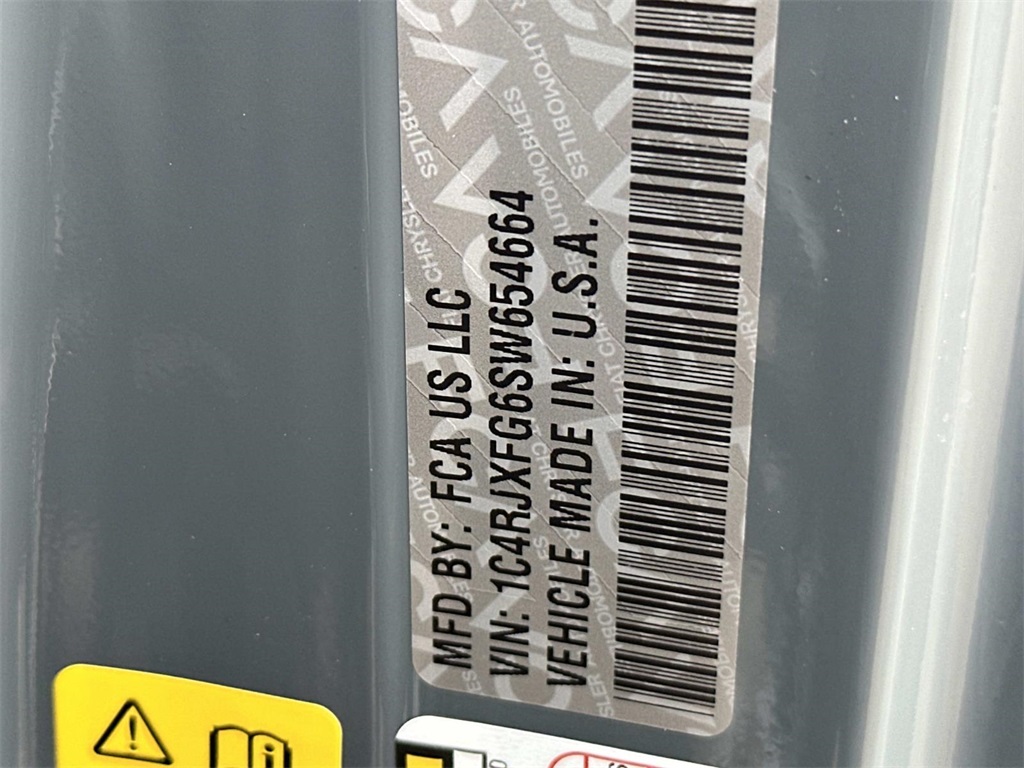 MFD BY: FCA US LLC
VIN: 1C4RJXFG6SW654664
VEHICLE MADE IN: U.S.A.